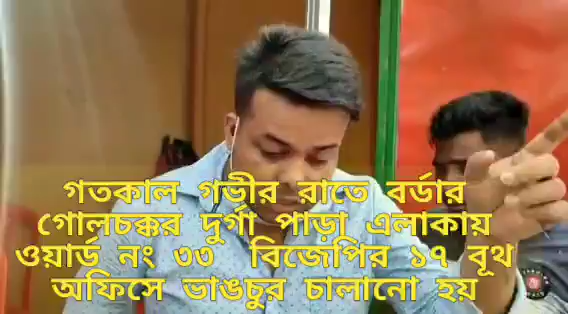 গতকাল গভীর রাতে বর্ডার
গোলচক্কর দুর্গা পাড়া এলাকায়
ওয়ার্ড নং ৩৩ বিজেপির ১৭ বূথ
অফিসে ভাঙচুর চালানো হয়